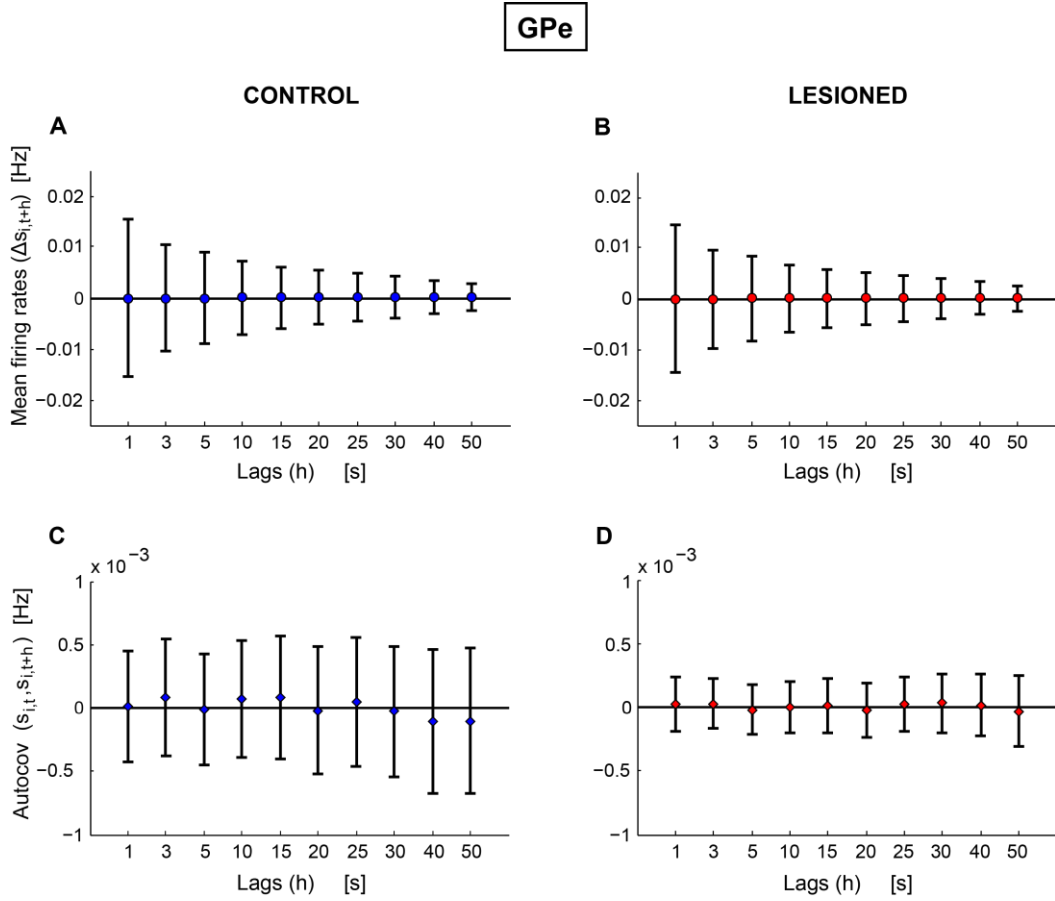 GPe
CONTROL
LESIONED
A
Mean firing rates (Δs i,t+h) [Hz]
0.02
0.01
0
−0.01
−0.02
1 3 5 10 15 20 25 30 40 50
Lags (h) [s]
B
0.02
0.01
0
−0.01
−0.02
1 3 5 10 15 20 25 30 40 50
Lags (h) [s]
C
x 10 −3
Autocov (s i,t , s i,t+h) [Hz]
1
0.5
0
−0.5
−1
1 3 5 10 15 20 25 30 40 50
Lags (h) [s]
D
x 10 −3
1
0.5
0
−0.5
−1
1 3 5 10 15 20 25 30 40 50
Lags (h) [s]